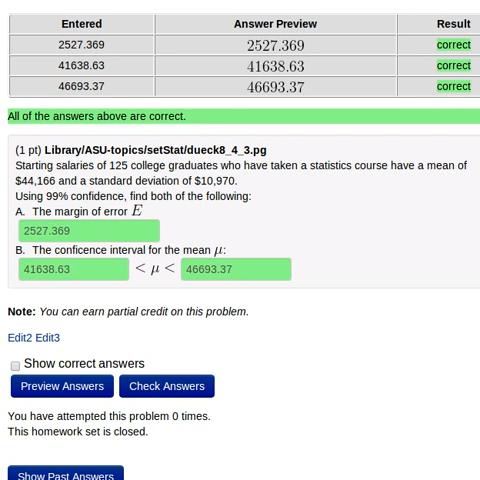 Entered Answer Preview Result
2527.369 2527.369 correct
41638.63 41638.63 correct
46693.37 46693.37 correct
All of the answers above are correct.
(1 pt) Library/ASU-topics/setStat/dueck8_4_3.pg
Starting salaries of 125 college graduates who have taken a statistics course have a mean of
$44,166 and a standard deviation of $10,970.
Using 99% confidence, find both of the following:
A. The margin of error E
2527.369
B. The conficence interval for the mean μ:
41638.63 < μ < 46693.37
Note: You can earn partial credit on this problem.
Edit2 Edit3
Show correct answers
Preview Answers Check Answers
You have attempted this problem 0 times.
This homework set is closed.
Show Past Answers